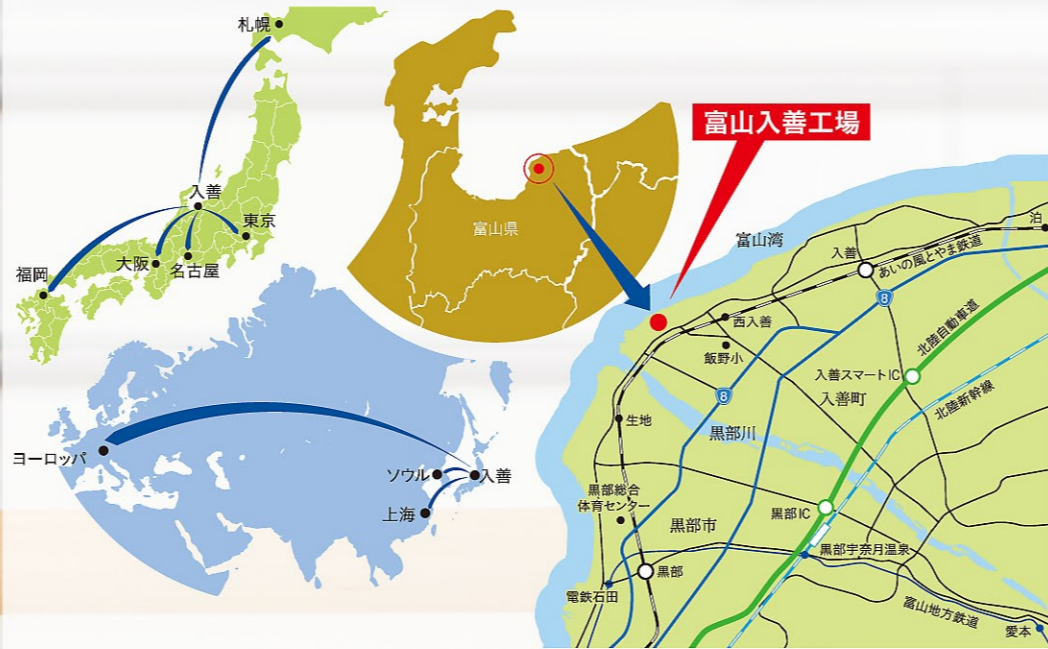 札幌
入善
東京
名古屋
大阪
福岡
富山県
富山入善工場
富山湾
泊
入善
あいの風とやま鉄道
8
西入善
飯野小
北陸自動車道
入善スマートIC
入善町
北陸新幹線
8
生地
黒部川
黒部総合
体育センター
黒部市
黒部IC
黒部宇奈月温泉
黒部
電鉄石田
富山地方鉄道
愛本
ヨーロッパ
ソウル
入善
上海